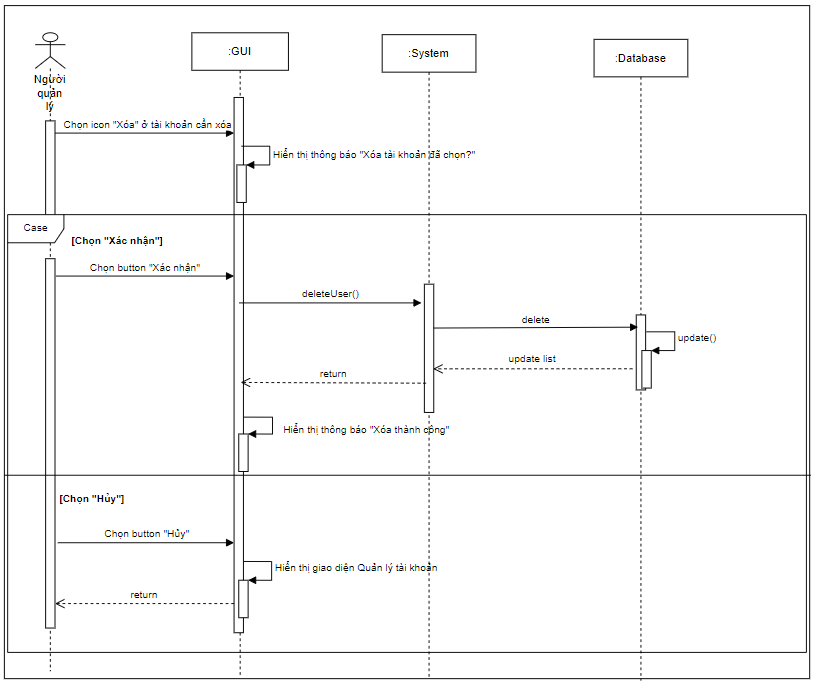 :GUI
:System
:Database
Người
quản
lý
Chọn icon "Xóa" ở tài khoản cần xóa
Hiển thị thông báo "Xóa tài khoản đã chọn?"
Case
[Chọn "Xác nhận"]
Chọn button "Xác nhận"
deleteUser()
delete
update()
update list
return
Hiển thị thông báo "Xóa thành công"
[Chọn "Hủy"]
Chọn button "Hủy"
Hiển thị giao diện Quản lý tài khoản
return